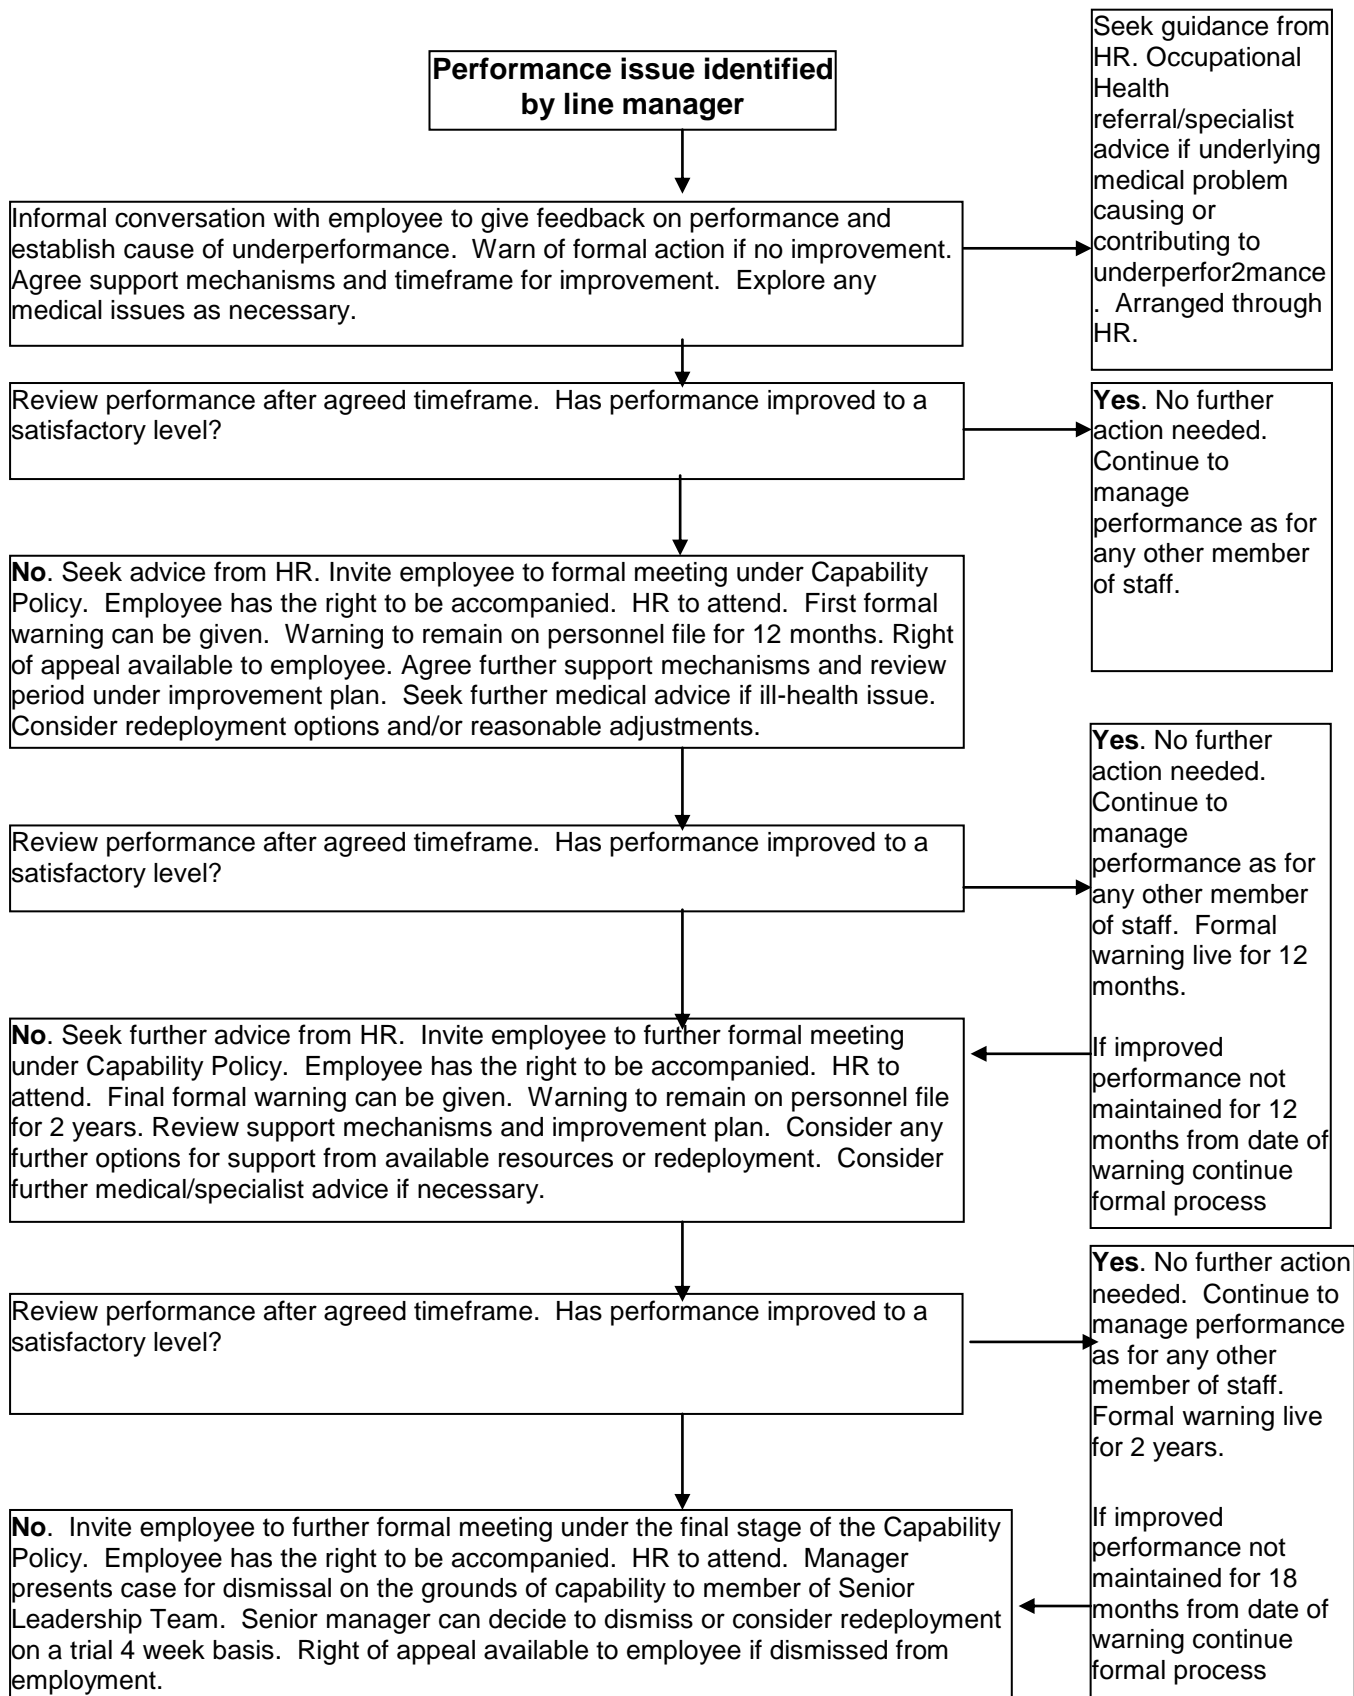 Performance issue identified
by line manager
Seek guidance from
HR. Occupational
Health
referral/specialist
advice if underlying
medical problem
causing or
contributing to
underperfor2mance
. Arranged through
HR.
Informal conversation with employee to give feedback on performance and
establish cause of underperformance.  Warn of formal action if no improvement.
Agree support mechanisms and timeframe for improvement.  Explore any
medical issues as necessary.
Review performance after agreed timeframe.  Has performance improved to a
satisfactory level?
Yes. No further
action needed.
Continue to
manage
performance as for
any other member
of staff.
No. Seek advice from HR. Invite employee to formal meeting under Capability
Policy.  Employee has the right to be accompanied.  HR to attend.  First formal
warning can be given.  Warning to remain on personnel file for 12 months. Right
of appeal available to employee. Agree further support mechanisms and review
period under improvement plan.  Seek further medical advice if ill-health issue.
Consider redeployment options and/or reasonable adjustments.
Review performance after agreed timeframe.  Has performance improved to a
satisfactory level?
Yes. No further
action needed.
Continue to
manage
performance as for
any other member
of staff.  Formal
warning live for 12
months.
If improved
performance not
maintained for 12
months from date of
warning continue
formal process
No. Seek further advice from HR.  Invite employee to further formal meeting
under Capability Policy.  Employee has the right to be accompanied.  HR to
attend.  Final formal warning can be given.  Warning to remain on personnel file
for 2 years. Review support mechanisms and improvement plan.  Consider any
further options for support from available resources or redeployment.  Consider
further medical/specialist advice if necessary.
Review performance after agreed timeframe.  Has performance improved to a
satisfactory level?
Yes. No further action
needed.  Continue to
manage performance
as for any other
member of staff.
Formal warning live
for 2 years.
If improved
performance not
maintained for 18
months from date of
warning continue
formal process
No.  Invite employee to further formal meeting under the final stage of the Capability
Policy.  Employee has the right to be accompanied.  HR to attend.  Manager
presents case for dismissal on the grounds of capability to member of Senior
Leadership Team.  Senior manager can decide to dismiss or consider redeployment
on a trial 4 week basis.  Right of appeal available to employee if dismissed from
employment.